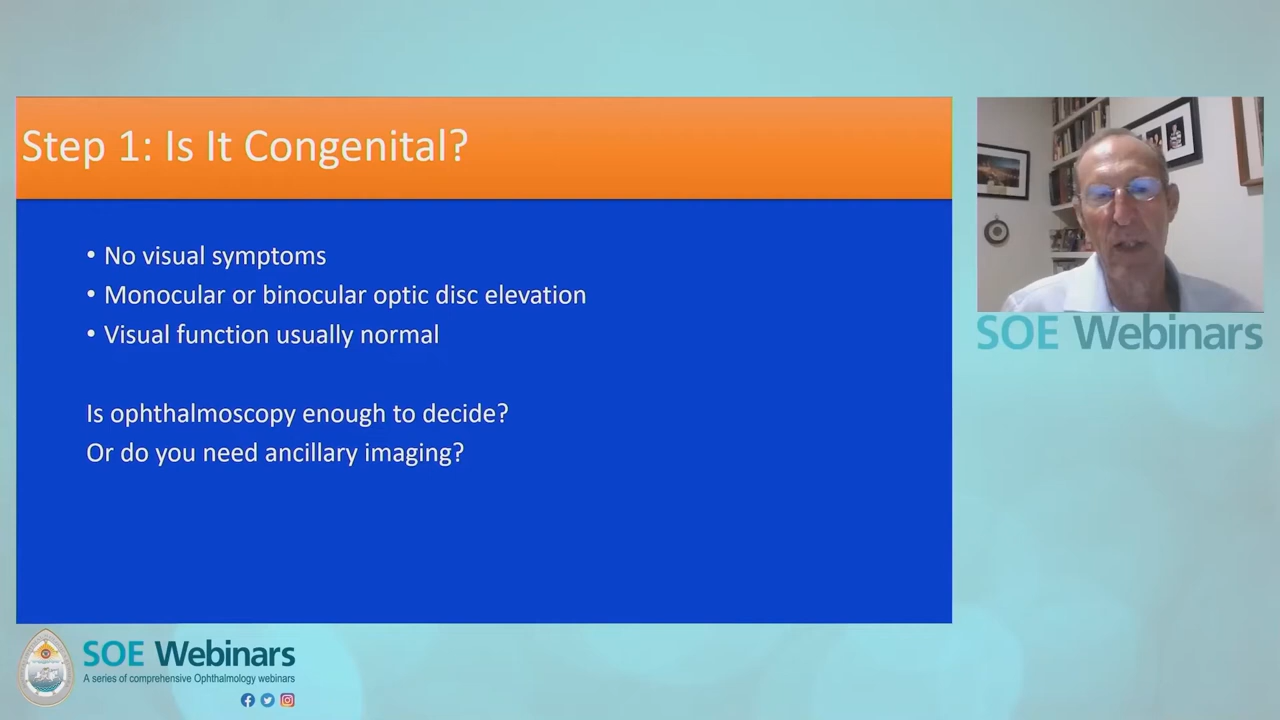 Step 1: Is It Congenital?
• No visual symptoms
• Monocular or binocular optic disc elevation
• Visual function usually normal
Is ophthalmoscopy enough to decide?
Or do you need ancillary imaging?
SOE Webinars
SOE Webinars
A series of comprehensive Ophthalmology webinars